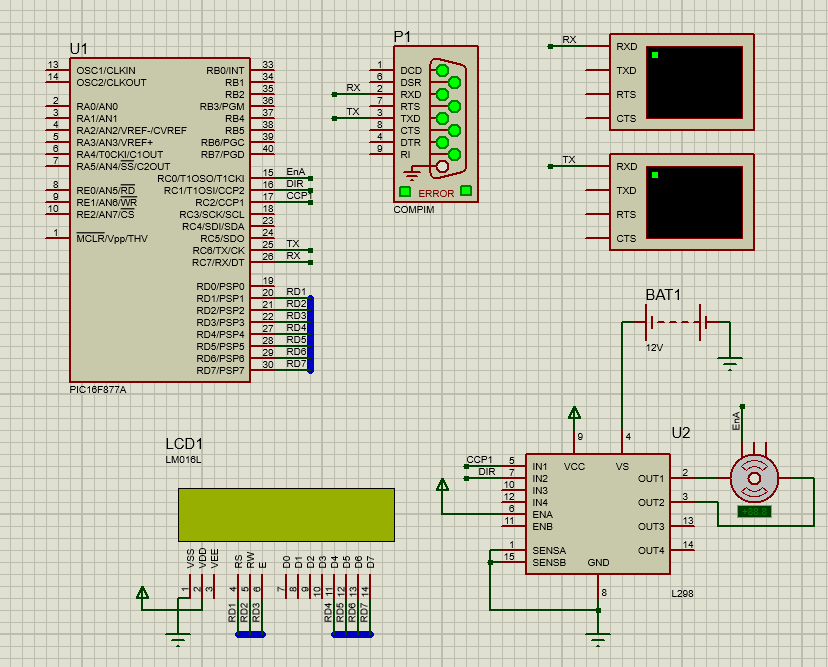 U1
13 OSC1/CLKIN RB0/INT 33
14 OSC2/CLKOUT RB1 34
RB2 35
2 RA0/AN0 RB3/PGM 36
3 RA1/AN1 RB4 37
4 RA2/AN2/VREF-/CVREF RB5 38
5 RA3/AN3/VREF+ RB6/PGC 39
6 RA4/T0CKI/C1OUT RB7/PGD 40
7 RA5/AN4/SS/C2OUT
RC0/T1OSO/T1CKI 15 EnA
8 RE0/AN5/RD RC1/T1OSI/CCP2 16 DIR
9 RE1/AN6/WR RC2/CCP1 17 CCP
10 RE2/AN7/CS RC3/SCK/SCL 18
RC4/SDI/SDA 23
1 MCLR/Vpp/THV RC5/SDO 24
RC6/TX/CK 25 TX
RC7/RX/DT 26 RX
RD0/PSP0 19
RD1/PSP1 20 RD1
RD2/PSP2 21 RD2
RD3/PSP3 22 RD3
RD4/PSP4 27 RD4
RD5/PSP5 28 RD5
RD6/PSP6 29 RD6
RD7/PSP7 30 RD7
PIC16F877A
P1
1 DCD
6 DSR
RX 2 RXD
7 RTS
TX 3 TXD
8 CTS
4 DTR
9 RI
ERROR
COMPIM
RX RXD
TXD
RTS
CTS
TX RXD
TXD
RTS
CTS
BAT1
12V
LCD1
LM016L
VSS VDD VEE RS RW E D0 D1 D2 D3 D4 D5 D6 D7
1 2 3 4 5 6 7 8 9 10 11 12 13 14
RD1 RD2 RD3 RD4 RD5 RD6 RD7
U2
EnA
9 4
VCC VS
CCP1 5 IN1
DIR 7 IN2 OUT1 2
10 IN3
12 IN4 OUT2 3
6 ENA
11 ENB OUT3 13
1 SENSA OUT4 14
15 SENSB GND
8
L298